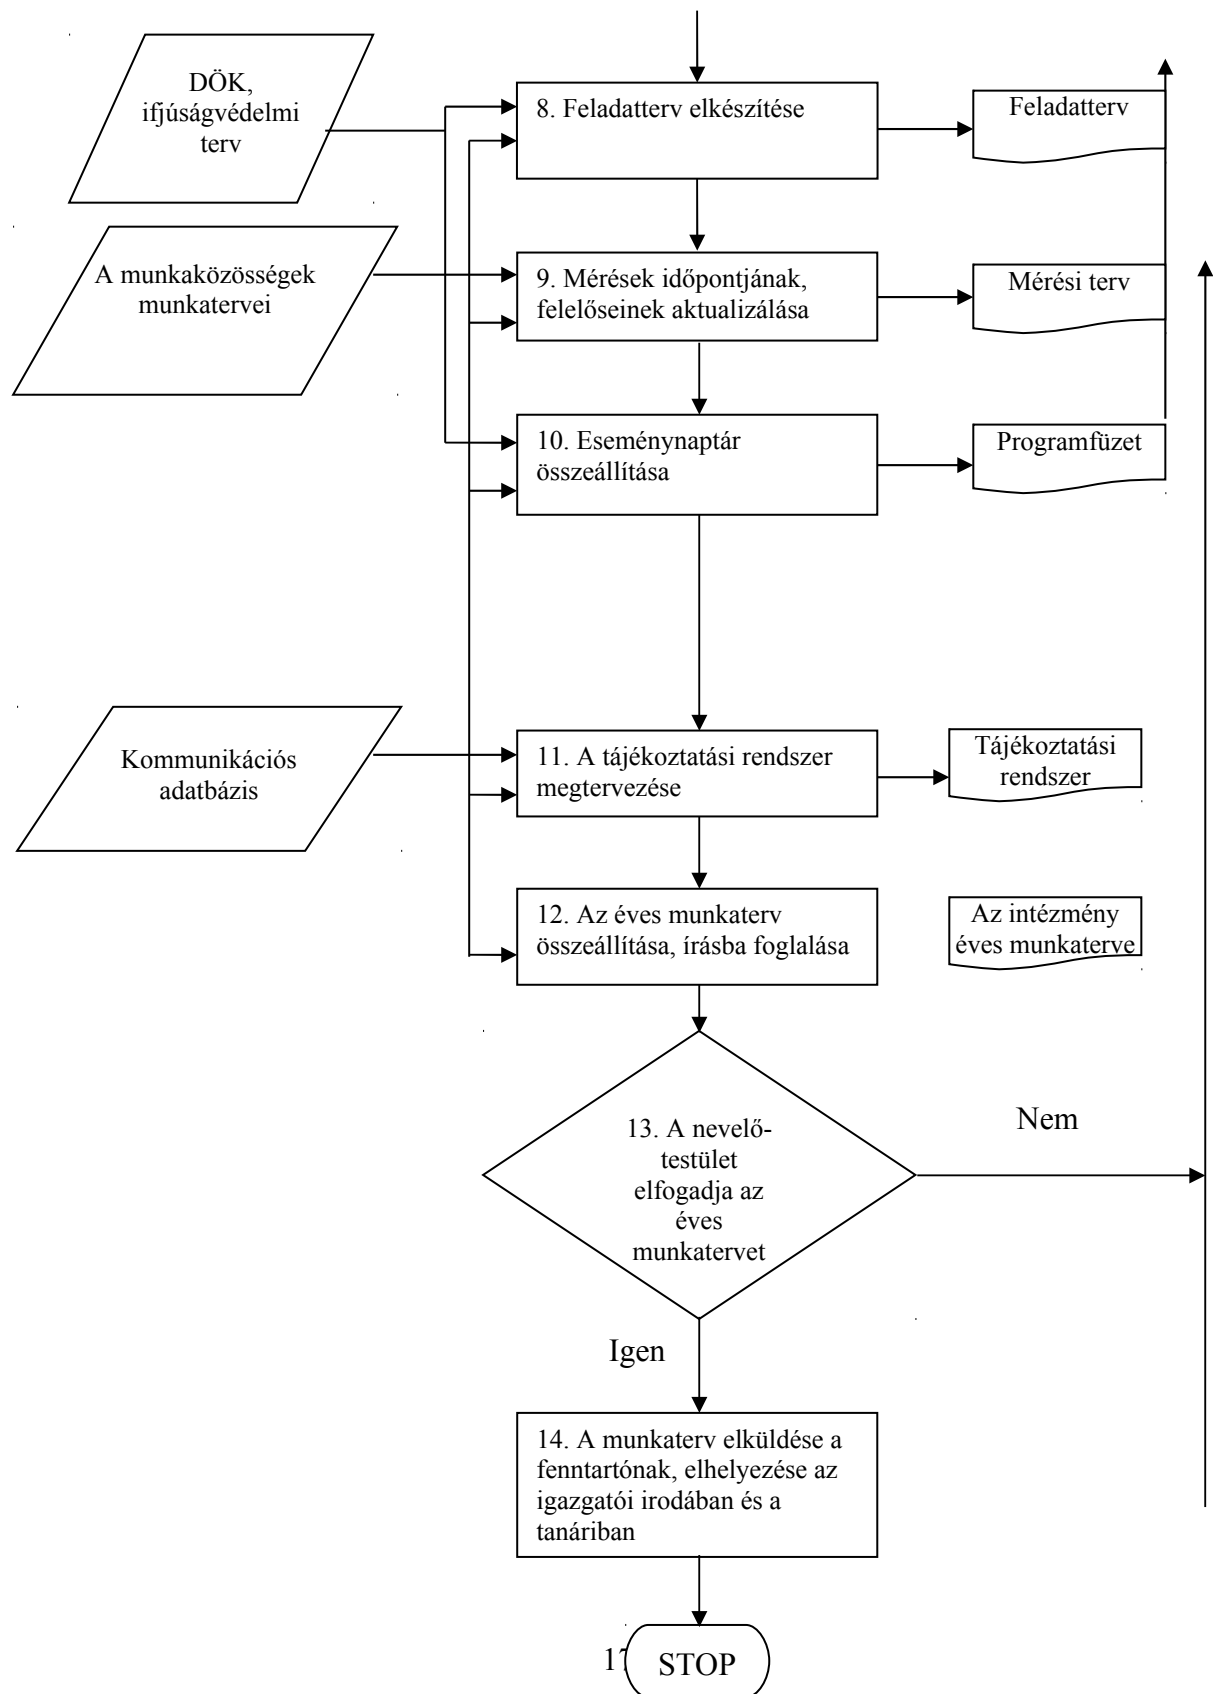 DÖK,
ifjúságvédelmi
terv
8. Feladatterv elkészítése
Feladatterv
A munkaközösségek
munkatervei
9. Mérések időpontjának,
felelőseinek aktualizálása
Mérési terv
10. Eseménynaptár
összeállítása
Programfüzet
Kommunikációs
adatbázis
11. A tájékoztatási rendszer
megtervezése
Tájékoztatási
rendszer
12. Az éves munkaterv
összeállítása, írásba foglalása
Az intézmény
éves munkaterve
13. A nevelő-
testület
elfogadja az
éves
munkatervet
Nem
Igen
14. A munkaterv elküldése a
fenntartónak, elhelyezése az
igazgatói irodában és a
tanáriban
STOP